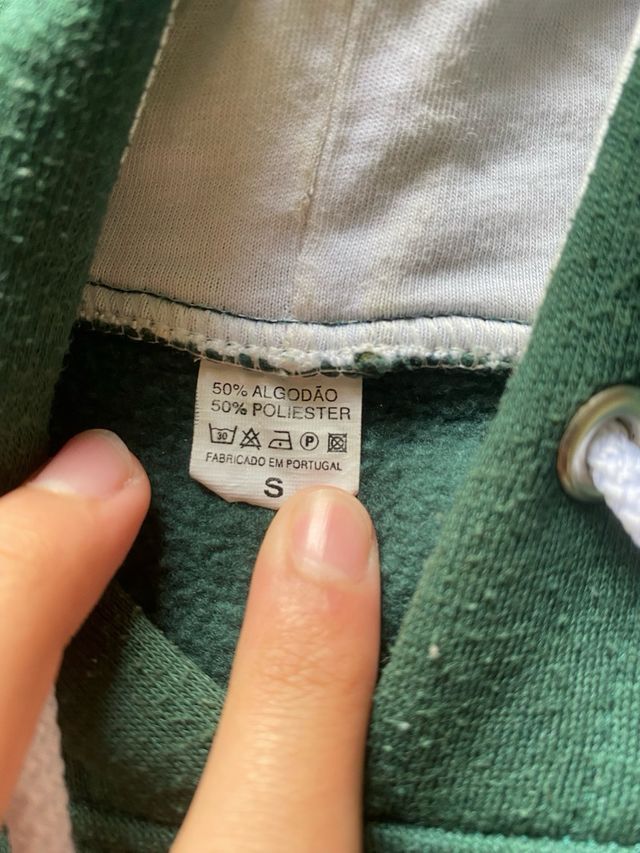 50% ALGODÃO
50% POLIESTER
30 P
FABRICADO EM PORTUGAL
S